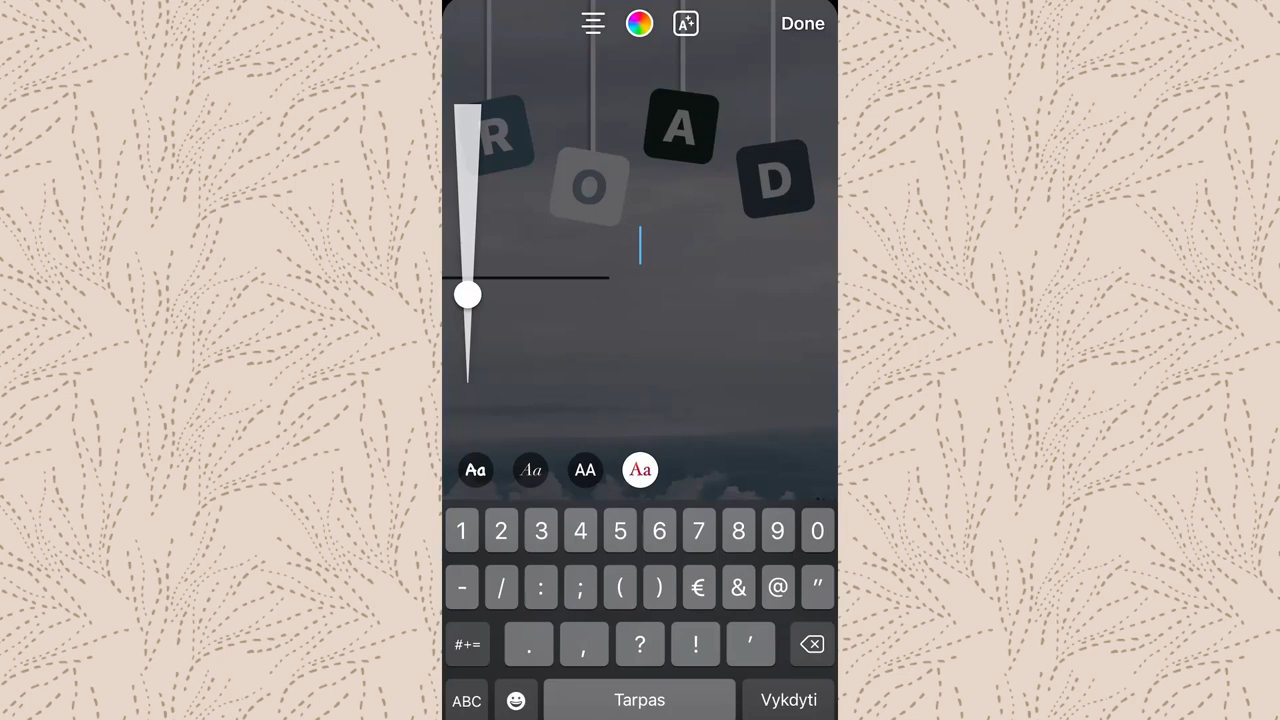 Done
R O A D
Aa Aa AA Aa
1 2 3 4 5 6 7 8 9 0
- / : ; ( ) € & @ "
#+= . , ? ! '
ABC Tarpas Vykdyti